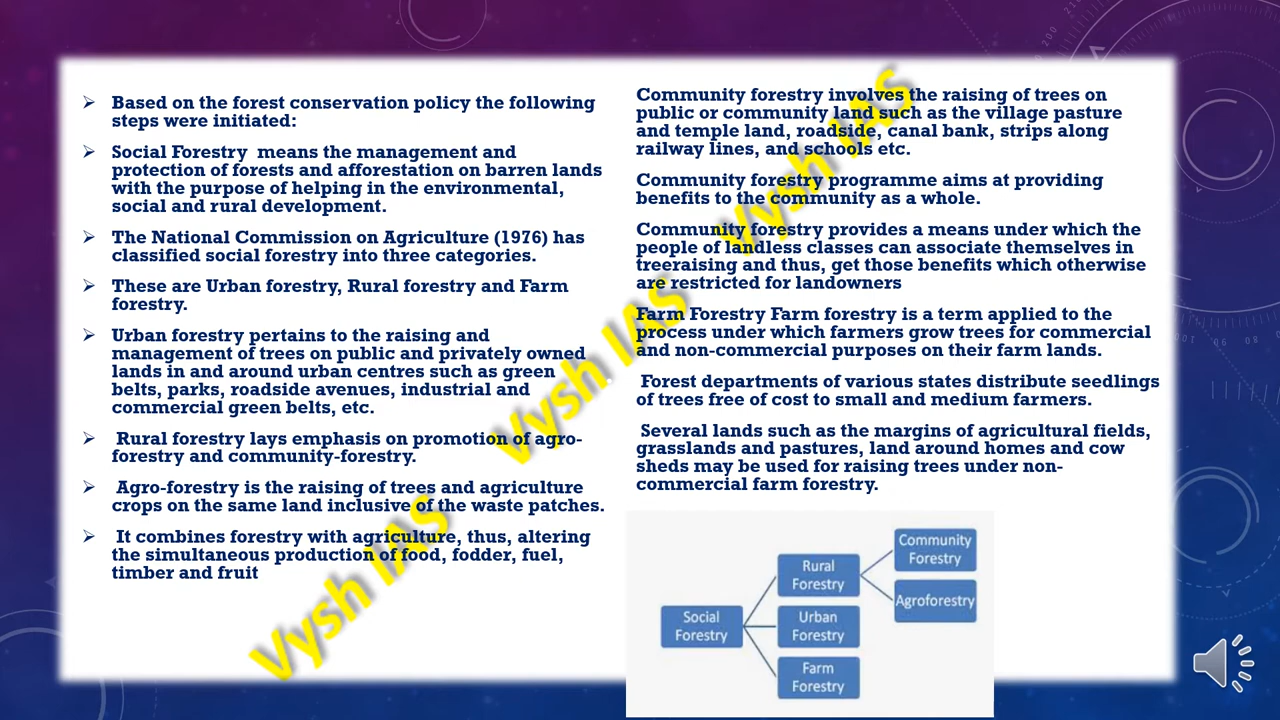 Based on the forest conservation policy the following
steps were initiated:
Social Forestry means the management and
protection of forests and afforestation on barren lands
with the purpose of helping in the environmental,
social and rural development.
The National Commission on Agriculture (1976) has
classified social forestry into three categories.
These are Urban forestry, Rural forestry and Farm
forestry.
Urban forestry pertains to the raising and
management of trees on public and privately owned
lands in and around urban centres such as green
belts, parks, roadside avenues, industrial and
commercial green belts, etc.
Rural forestry lays emphasis on promotion of agro-
forestry and community-forestry.
Agro-forestry is the raising of trees and agriculture
crops on the same land inclusive of the waste patches.
It combines forestry with agriculture, thus, altering
the simultaneous production of food, fodder, fuel,
timber and fruit
Community forestry involves the raising of trees on
public or community land such as the village pasture
and temple land, roadside, canal bank, strips along
railway lines, and schools etc.
Community forestry programme aims at providing
benefits to the community as a whole.
Community forestry provides a means under which the
people of landless classes can associate themselves in
treeraising and thus, get those benefits which otherwise
are restricted for landowners
Farm Forestry Farm forestry is a term applied to the
process under which farmers grow trees for commercial
and non-commercial purposes on their farm lands.
Forest departments of various states distribute seedlings
of trees free of cost to small and medium farmers.
Several lands such as the margins of agricultural fields,
grasslands and pastures, land around homes and cow
sheds may be used for raising trees under non-
commercial farm forestry.
Social
Forestry
Rural
Forestry
Urban
Forestry
Farm
Forestry
Community
Forestry
Agroforestry
Vysh IAS
Vysh IAS
Vysh IAS